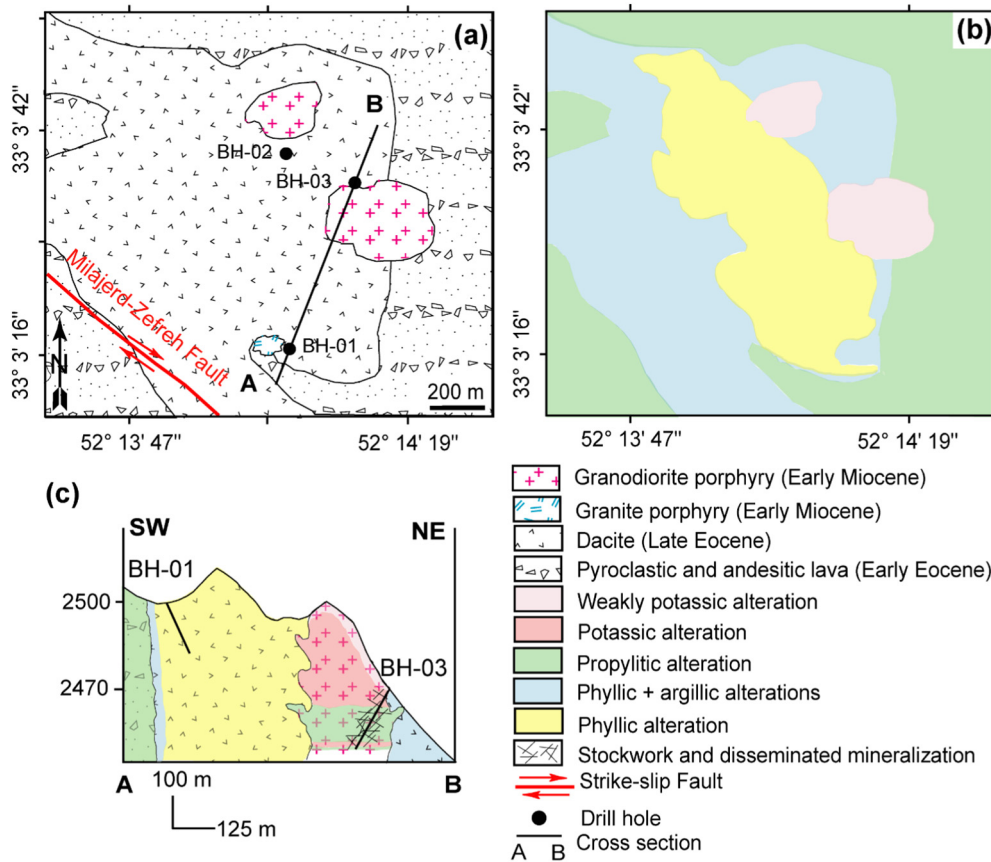 (a)
B
BH-02
BH-03
BH-01
A
Milajerd-Zefreh Fault
N
200 m
33° 3' 42"
33° 3' 16"
52° 13' 47"
52° 14' 19"
(b)
33° 3' 42"
33° 3' 16"
52° 13' 47"
52° 14' 19"
(c)
SW
NE
BH-01
2500
BH-03
2470
A
B
100 m
125 m
Granodiorite porphyry (Early Miocene)
Granite porphyry (Early Miocene)
Dacite (Late Eocene)
Pyroclastic and andesitic lava (Early Eocene)
Weakly potassic alteration
Potassic alteration
Propylitic alteration
Phyllic + argillic alterations
Phyllic alteration
Stockwork and disseminated mineralization
Strike-slip Fault
Drill hole
A B Cross section